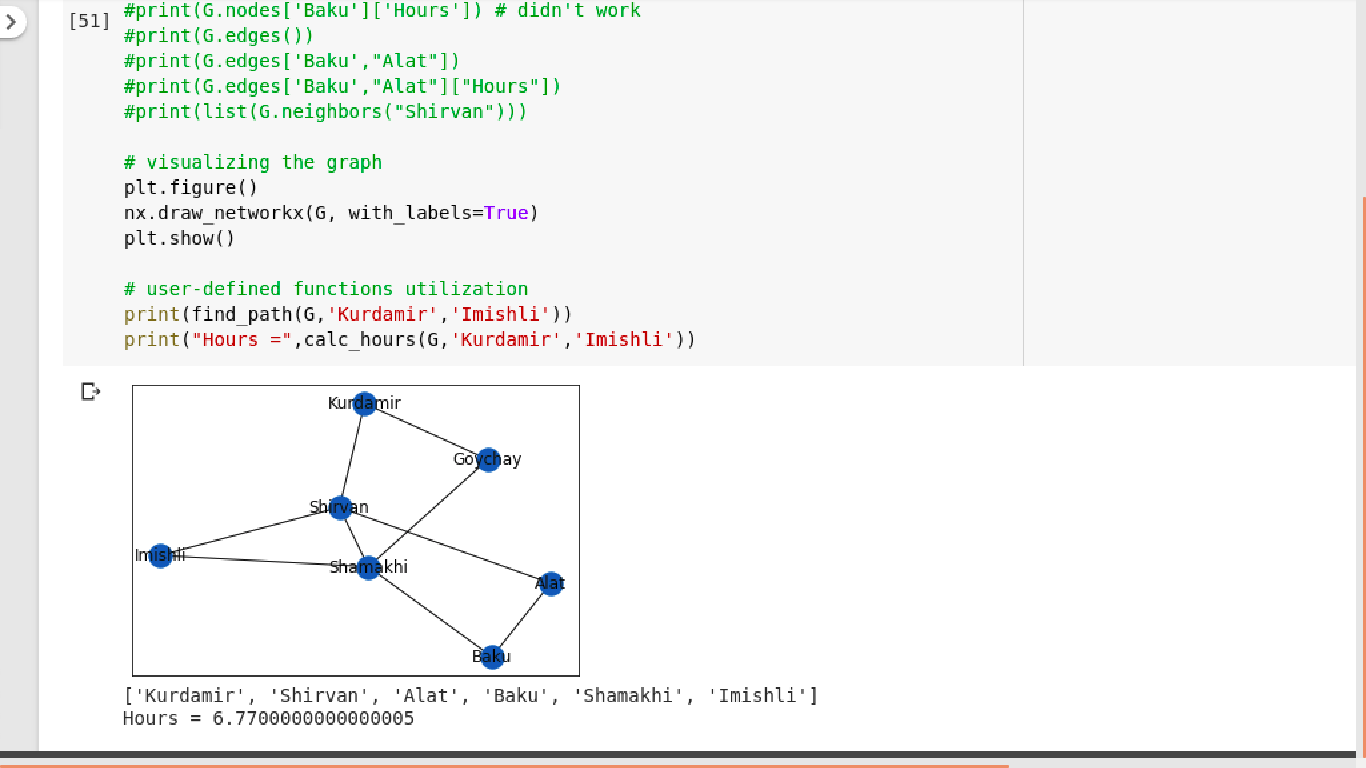 #print(G.nodes['Baku']['Hours']) # didn't work
[51]
#print(G.edges())
#print(G.edges['Baku',"Alat"])
#print(G.edges['Baku',"Alat"]["Hours"])
#print(list(G.neighbors("Shirvan")))
# visualizing the graph
plt.figure()
nx.draw_networkx(G, with_labels=True)
plt.show()
# user-defined functions utilization
print(find_path(G,'Kurdamir','Imishli'))
print("Hours =",calc_hours(G,'Kurdamir','Imishli'))
Kurdamir
Goychay
Shirvan
Imishli
Shamakhi
Alat
Baku
['Kurdamir', 'Shirvan', 'Alat', 'Baku', 'Shamakhi', 'Imishli']
Hours = 6.7700000000000005